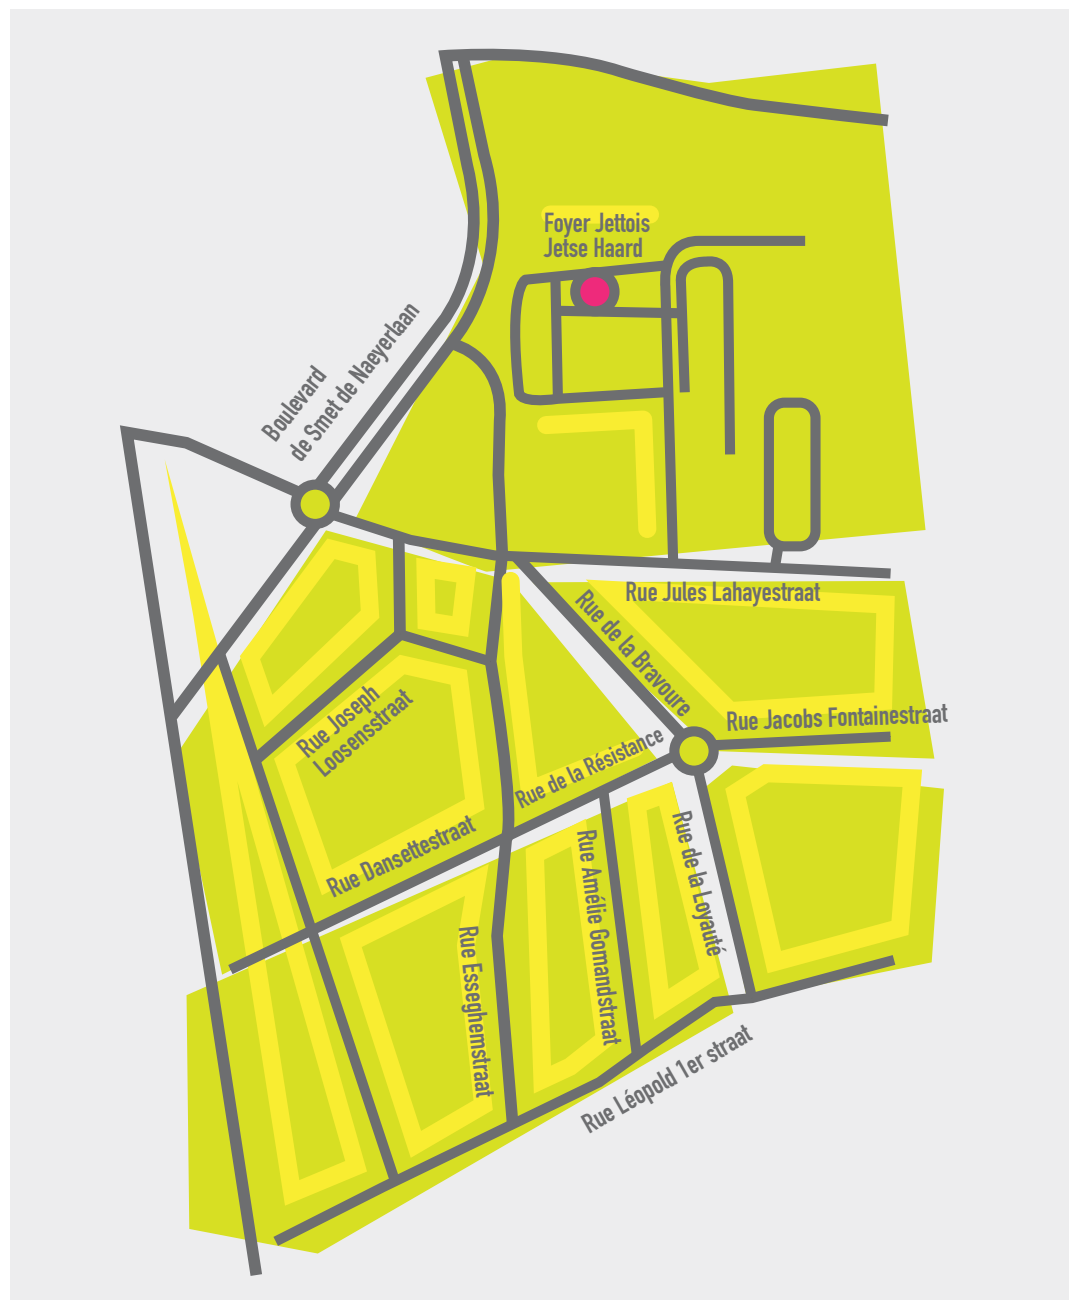 Foyer Jettois
Jetse Haard
Boulevard
de Smet de Naeyerlaan
Rue Jules Lahayestraat
Rue de la Bravoure
Rue Joseph
Loosensstraat
Rue Jacobs Fontainestraat
Rue de la Résistance
Rue Dansettestraat
Rue de la Loyauté
Rue Amélie Gomandstraat
Rue Esseghemstraat
Rue Léopold 1er straat